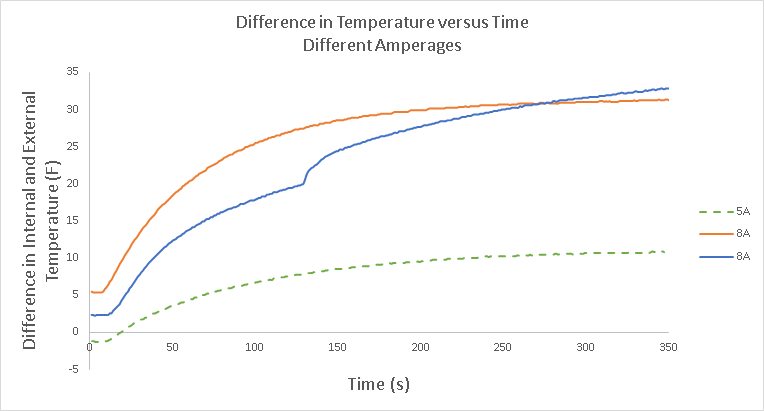 Difference in Temperature versus Time
Different Amperages
Difference in Internal and External
Temperature (F)
35
30
25
20
15
10
5
0
-5
0
50
100
150
200
250
300
350
Time (s)
5A
8A
8A